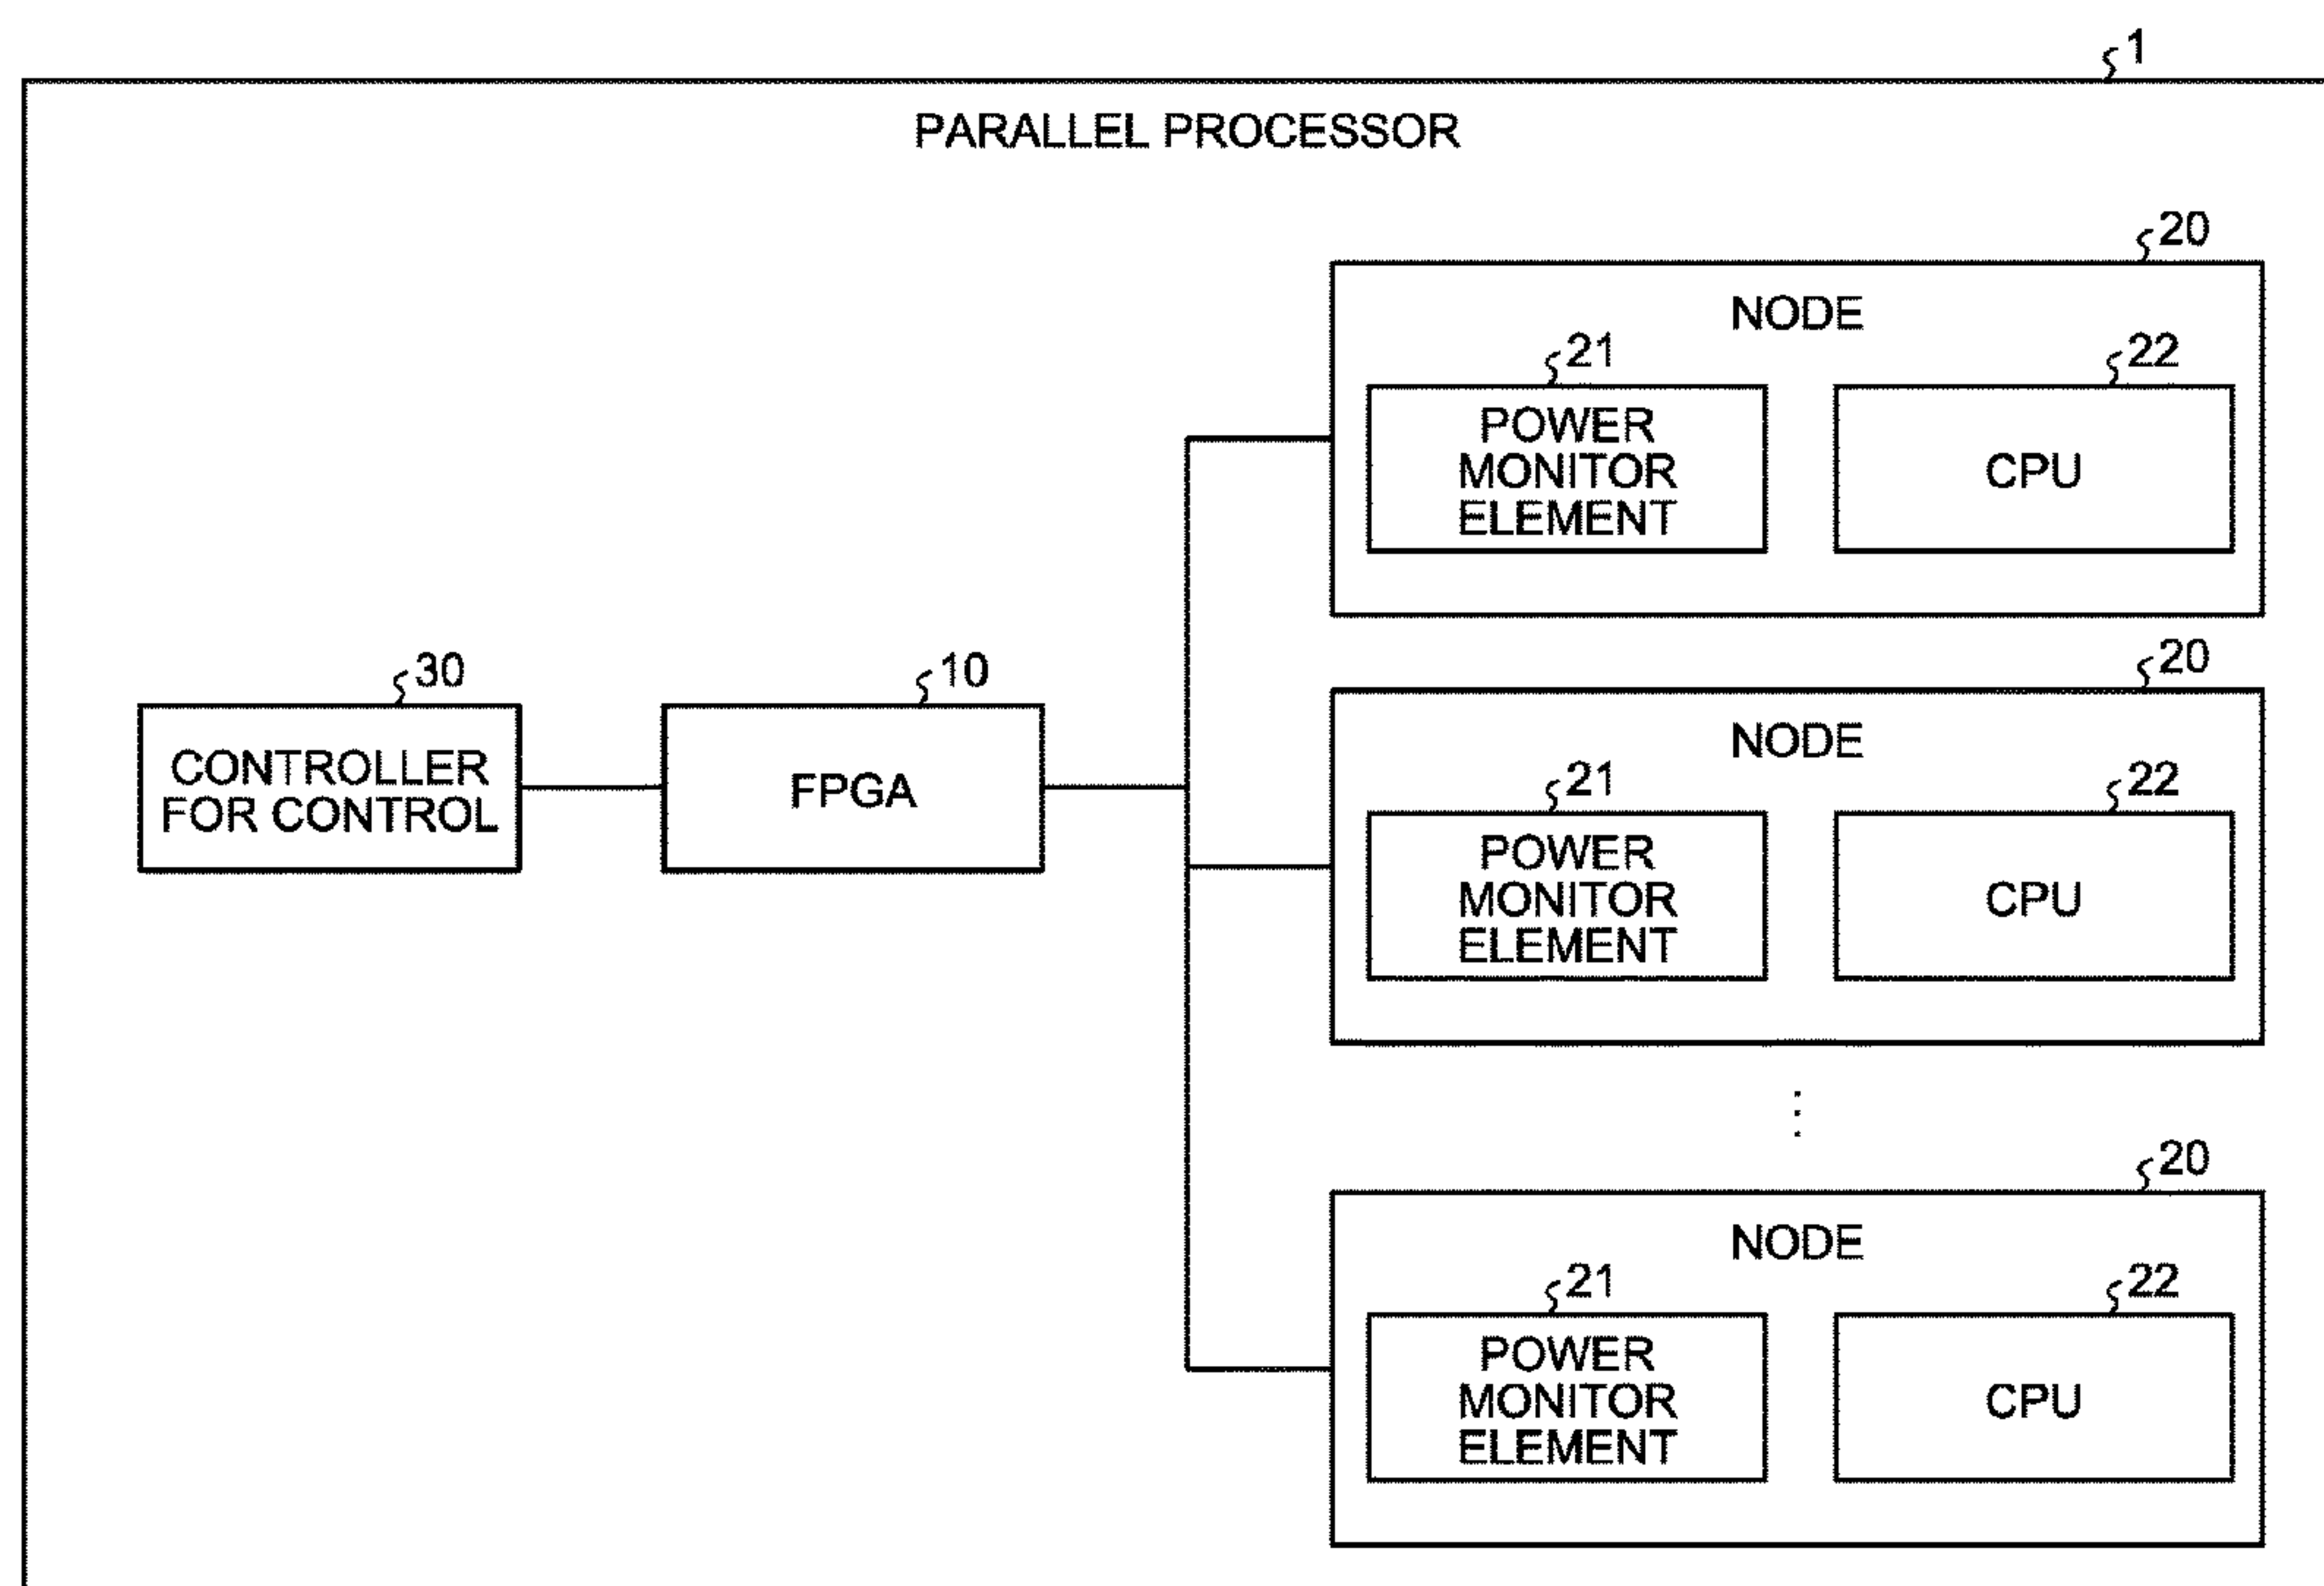 1
PARALLEL PROCESSOR
20
NODE
21
22
POWER
MONITOR
ELEMENT
CPU
30
CONTROLLER
FOR CONTROL
10
FPGA
20
NODE
21
22
POWER
MONITOR
ELEMENT
CPU
20
NODE
21
22
POWER
MONITOR
ELEMENT
CPU